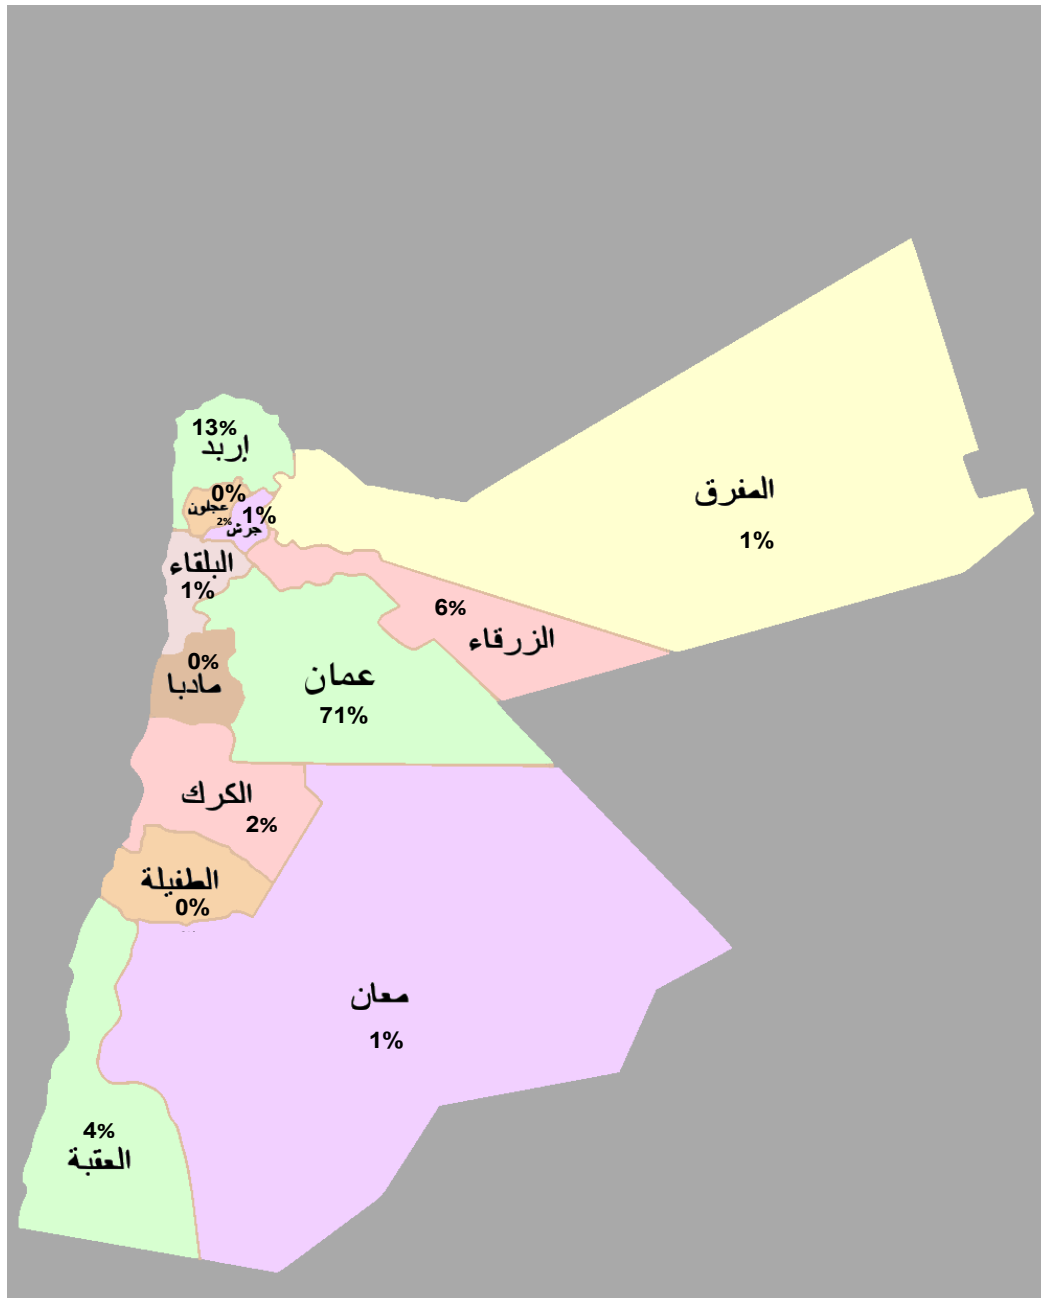 13%
إربد
0%
عجلون
2%
1%
جرش
المفرق
1%
البلقاء
1%
6%
الزرقاء
0%
مادبا
عمان
71%
الكرك
2%
الطفيلة
0%
معان
1%
4%
العقبة